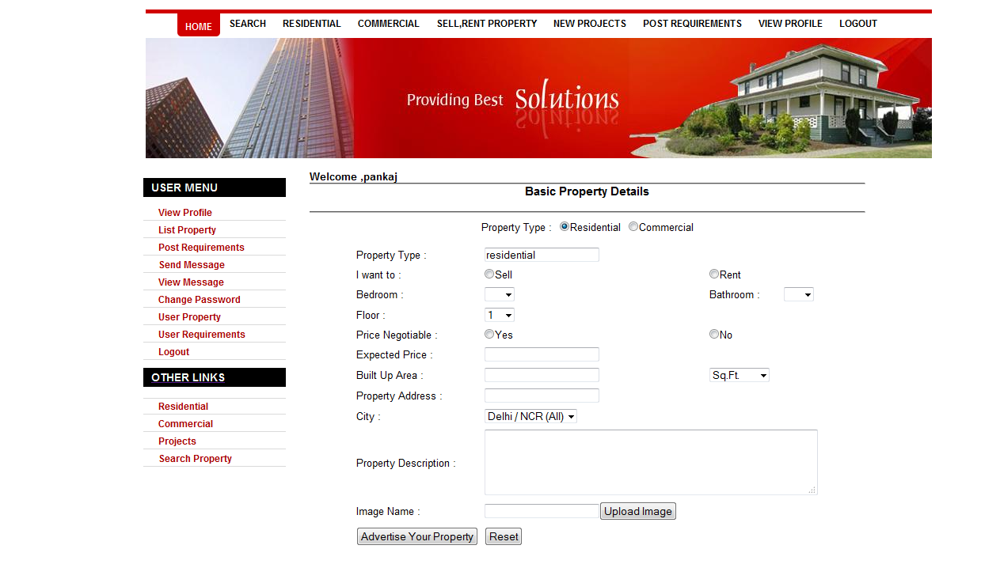 HOME SEARCH RESIDENTIAL COMMERCIAL SELL,RENT PROPERTY NEW PROJECTS POST REQUIREMENTS VIEW PROFILE LOGOUT
Providing Best Solutions
USER MENU
View Profile
List Property
Post Requirements
Send Message
View Message
Change Password
User Property
User Requirements
Logout
OTHER LINKS
Residential
Commercial
Projects
Search Property
Welcome ,pankaj
Basic Property Details
Property Type : Residential Commercial
Property Type : residential
I want to : Sell Rent
Bedroom : Bathroom :
Floor : 1
Price Negotiable : Yes No
Expected Price :
Built Up Area : Sq.Ft.
Property Address :
City : Delhi / NCR (All)
Property Description :
Image Name : Upload Image
Advertise Your Property Reset